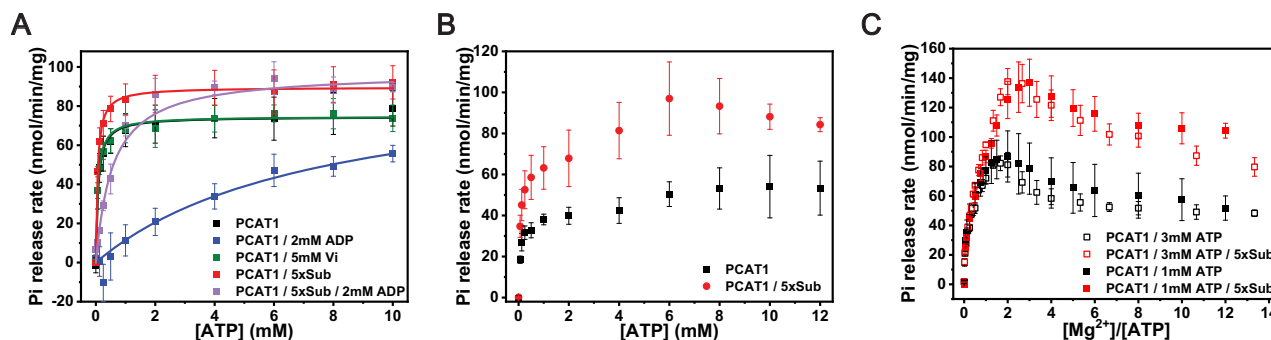 A
Pi release rate (nmol/min/mg)
100
80
60
40
20
0
-20
0 2 4 6 8 10
[ATP] (mM)
PCAT1
PCAT1 / 2mM ADP
PCAT1 / 5mM Vi
PCAT1 / 5xSub
PCAT1 / 5xSub / 2mM ADP
B
Pi release rate (nmol/min/mg)
120
100
80
60
40
20
0
0 2 4 6 8 10 12
[ATP] (mM)
PCAT1
PCAT1 / 5xSub
C
Pi release rate (nmol/min/mg)
160
140
120
100
80
60
40
20
0
0 2 4 6 8 10 12 14
[Mg²⁺]/[ATP]
PCAT1 / 3mM ATP
PCAT1 / 3mM ATP / 5xSub
PCAT1 / 1mM ATP
PCAT1 / 1mM ATP / 5xSub